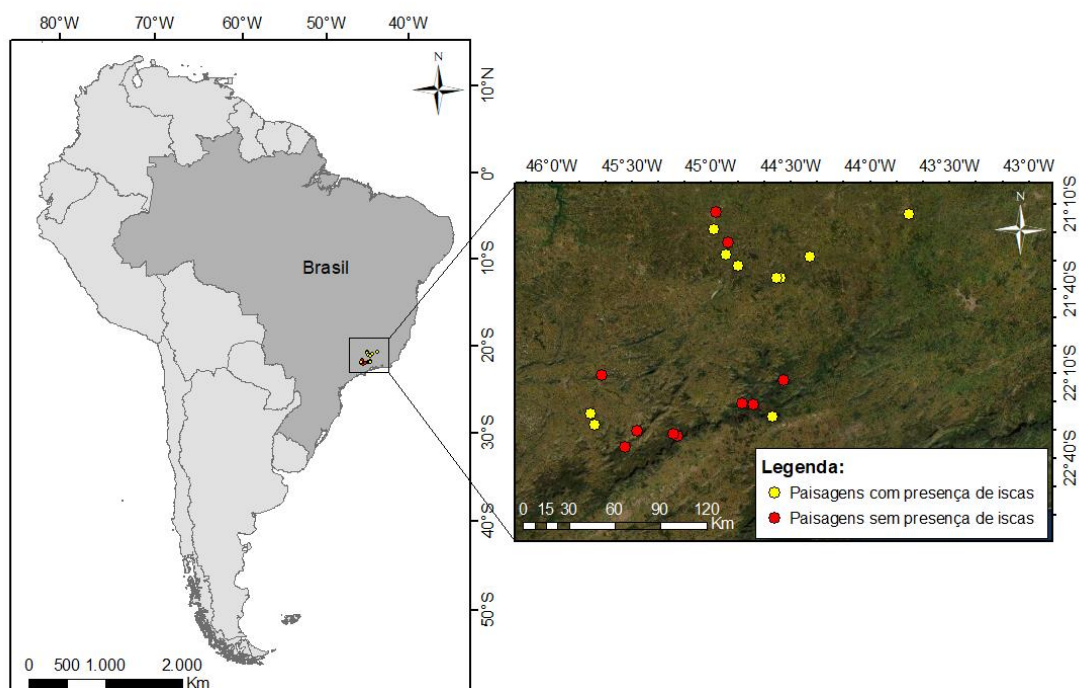 80°W 70°W 60°W 50°W 40°W
N
10°N
0°
10°S
20°S
30°S
40°S
50°S
Brasil
0 500 1.000 2.000
Km
46°0'W 45°30'W 45°0'W 44°30'W 44°0'W 43°30'W 43°0'W
N
21°10'S
21°40'S
22°10'S
22°40'S
Legenda:
Paisagens com presença de iscas
Paisagens sem presença de iscas
0 15 30 60 90 120
Km